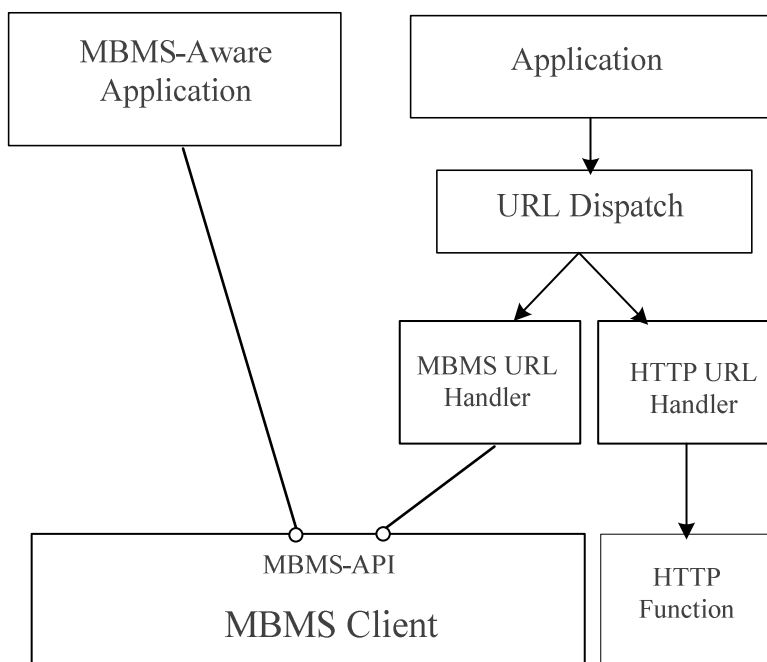 MBMS-Aware
Application
Application
URL Dispatch
MBMS URL
Handler
HTTP URL
Handler
MBMS-API
MBMS Client
HTTP
Function